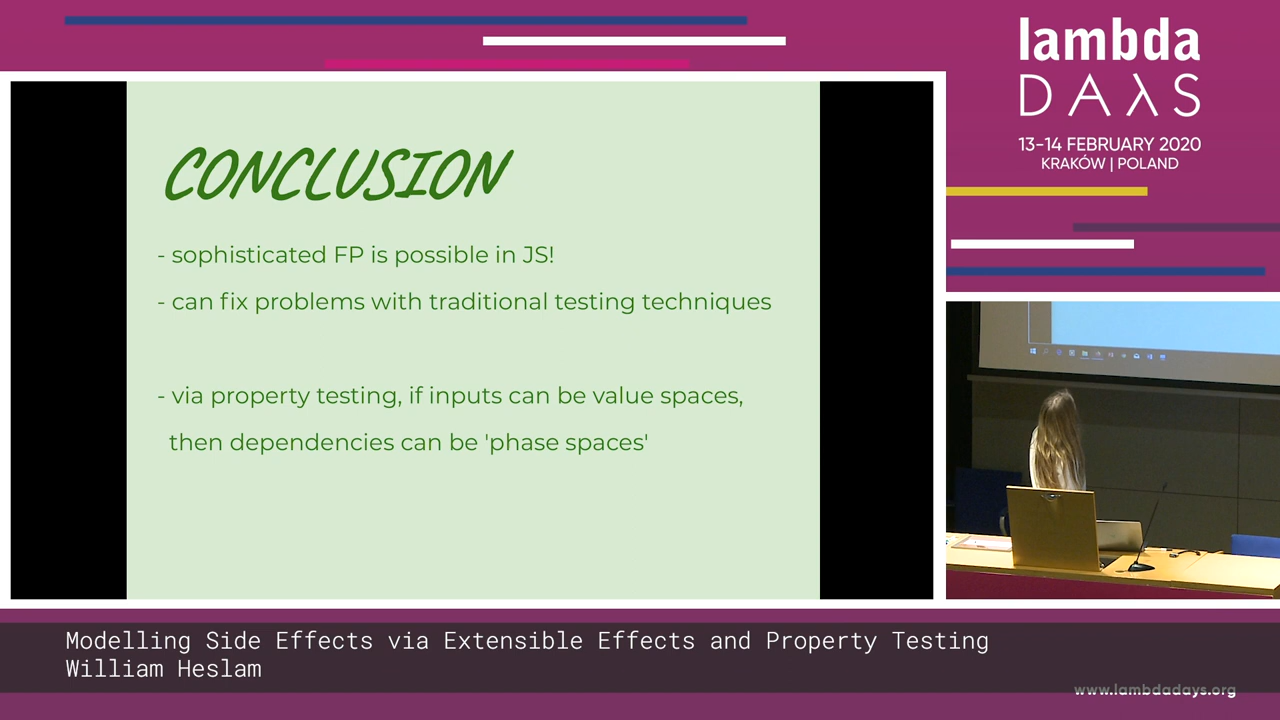 lambda
DAλS
13-14 FEBRUARY 2020
KRAKÓW | POLAND
CONCLUSION
- sophisticated FP is possible in JS!
- can fix problems with traditional testing techniques
- via property testing, if inputs can be value spaces,
then dependencies can be 'phase spaces'
Modelling Side Effects via Extensible Effects and Property Testing
William Heslam
www.lambdadays.org